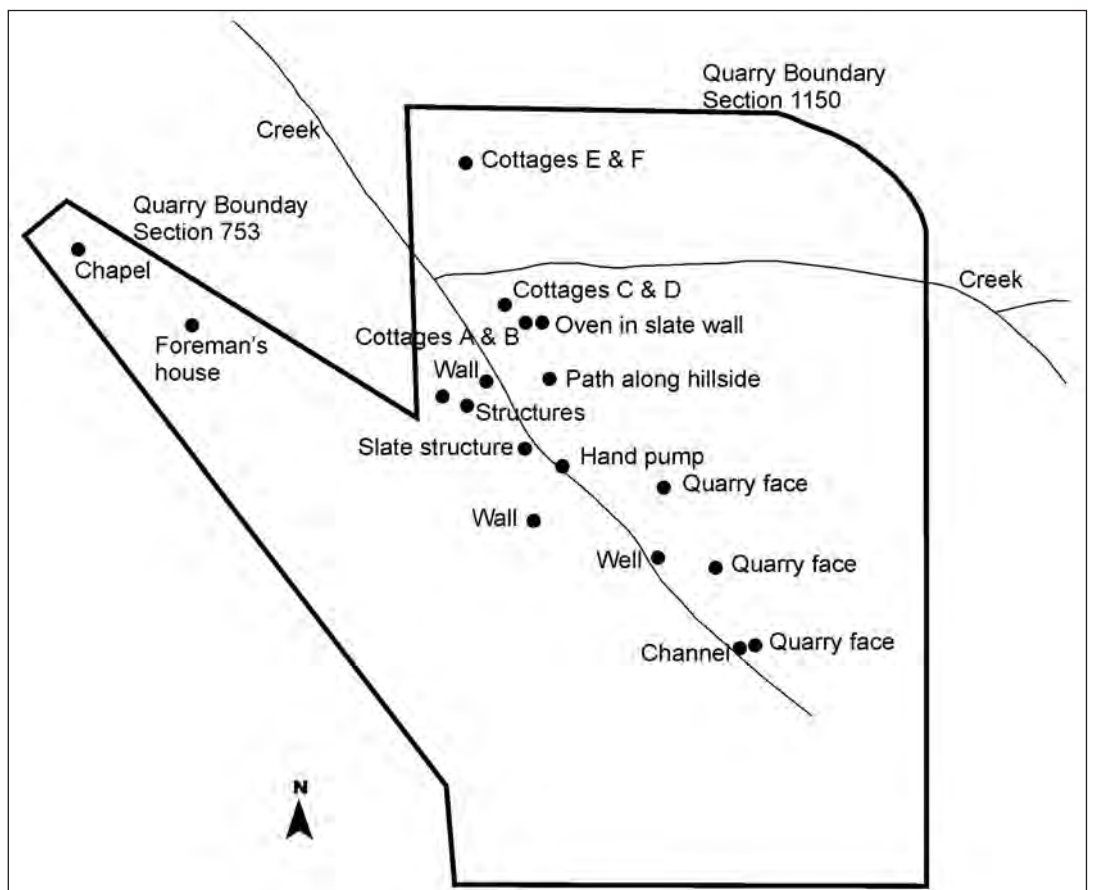 Quarry Boundary
Section 1150
Creek
Cottages E & F
Quarry Bounday
Section 753
Chapel
Creek
Cottages C & D
Oven in slate wall
Cottages A & B
Foreman's
house
Wall
Path along hillside
Structures
Slate structure
Hand pump
Quarry face
Wall
Well
Quarry face
Channel
Quarry face
N